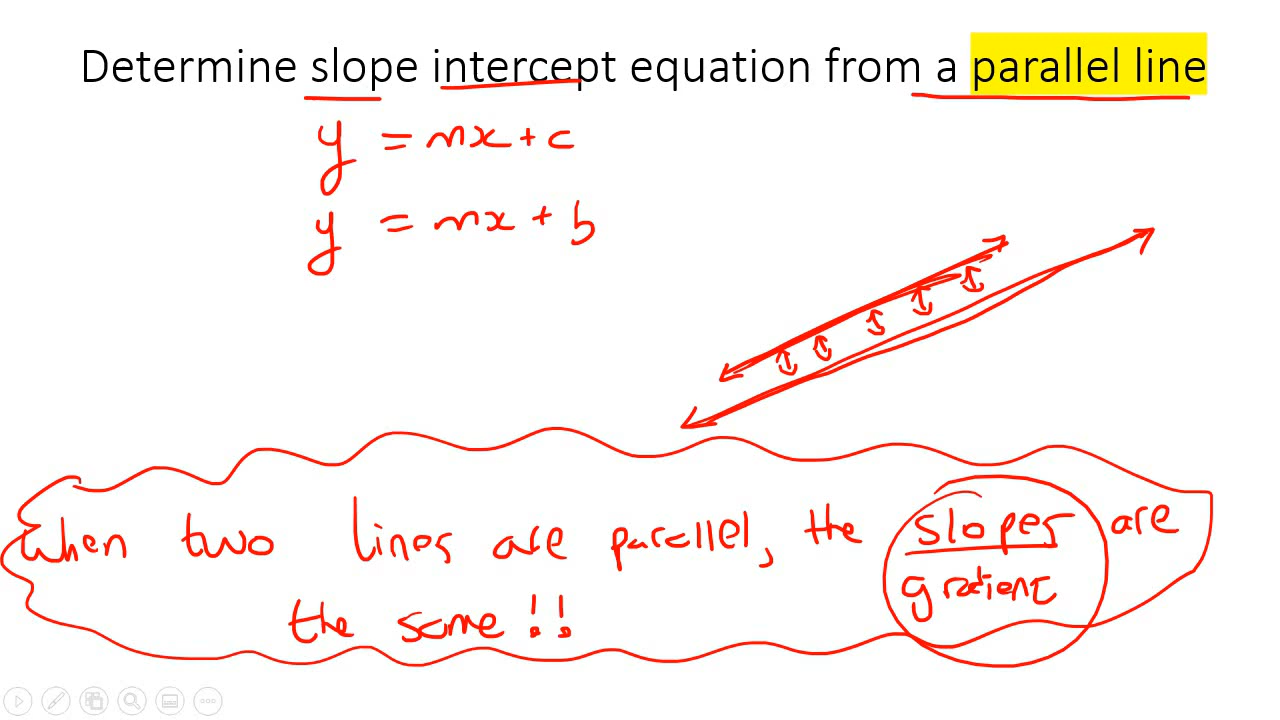 Determine slope intercept equation from a parallel line
y = mx + c
y = mx + b
when two lines are parallel, the slopes are
gradient
the same !!